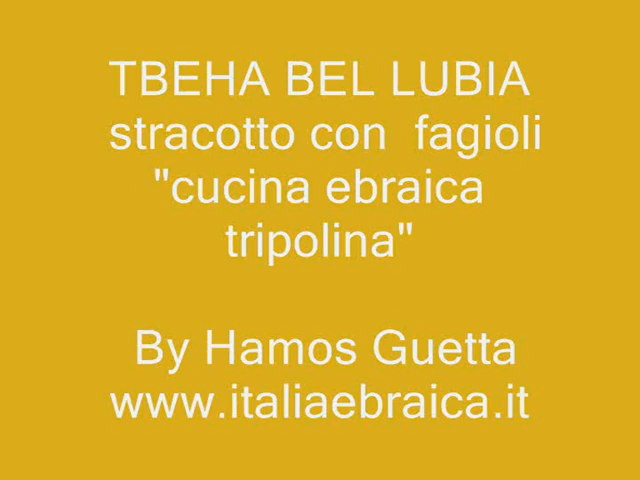 TBEHA BEL LUBIA
stracotto con  fagioli
"cucina ebraica
tripolina"
By Hamos Guetta
www.italiaebraica.it